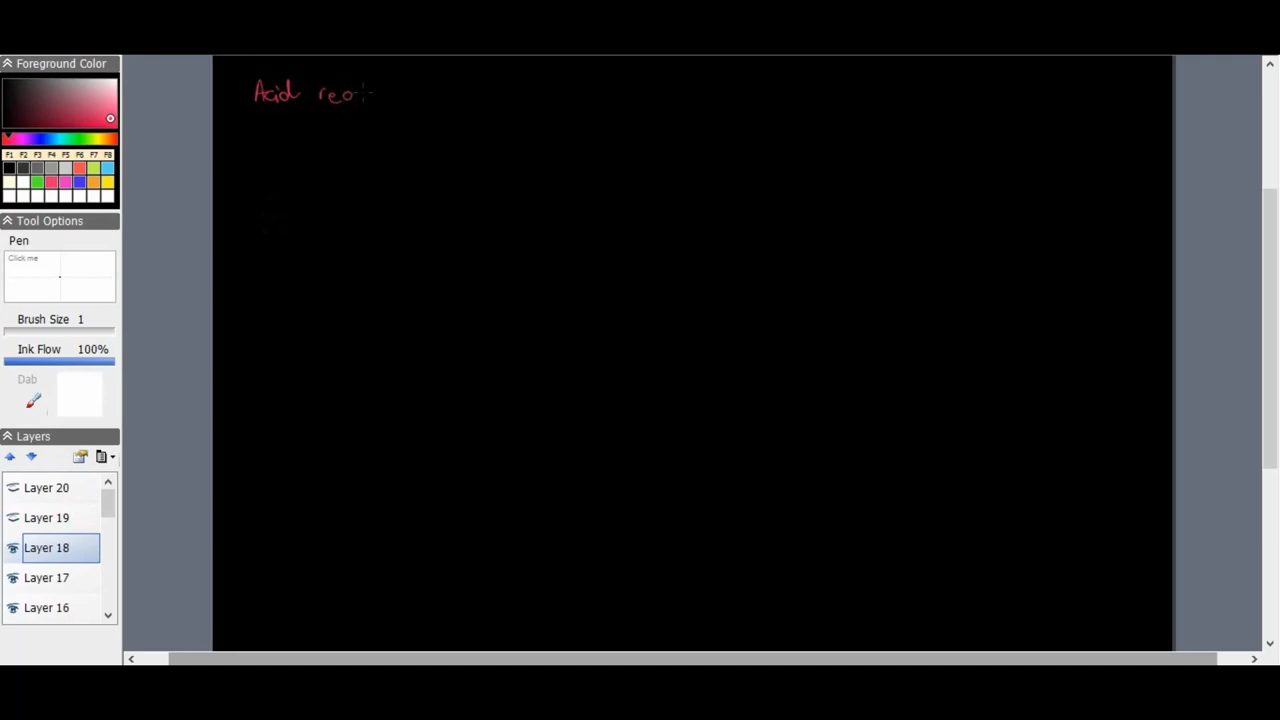 Foreground Color
F1 F2 F3 F4 F5 F6 F7 F8
Tool Options
Pen
Click me
Brush Size 1
Ink Flow 100%
Dab
Layers
Layer 20
Layer 19
Layer 18
Layer 17
Layer 16
Acid reo